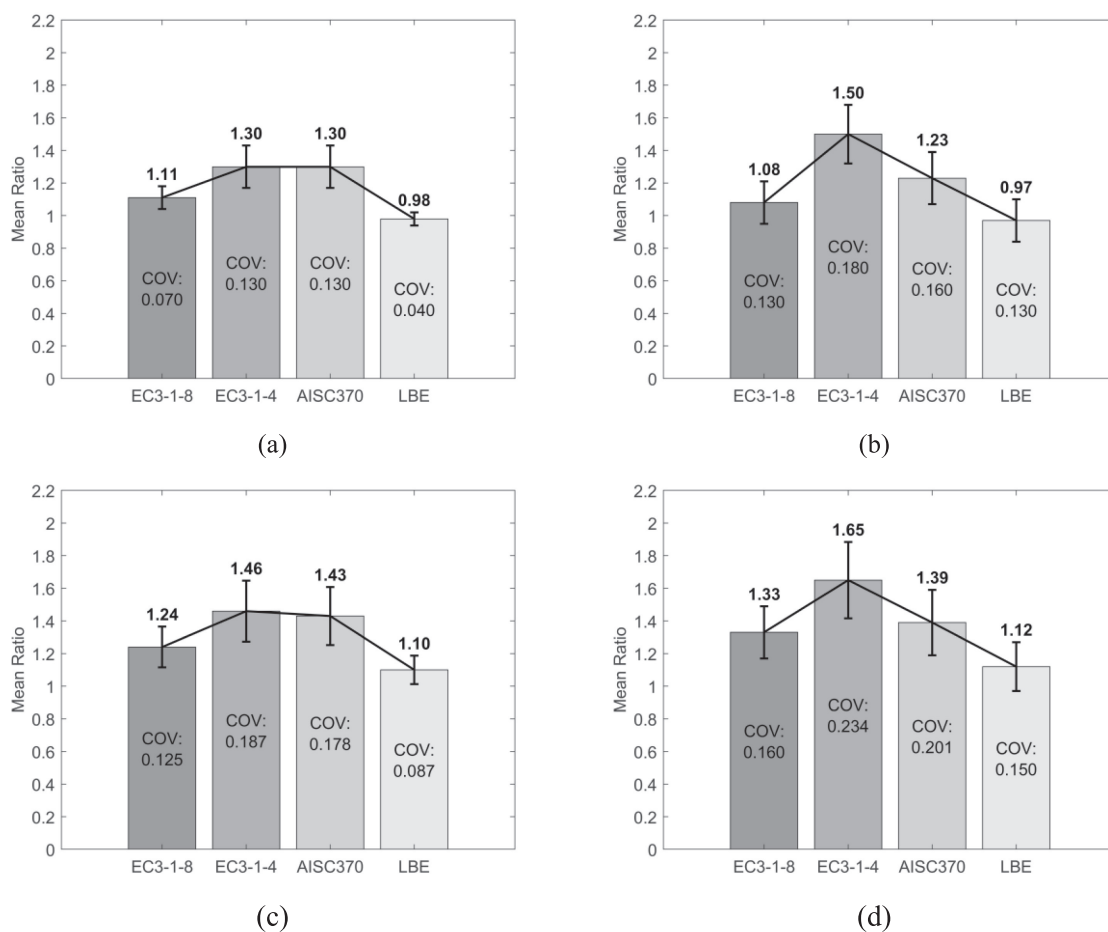 2.2
2
1.8
1.6
1.4
1.2
1
0.8
0.6
0.4
0.2
0
Mean Ratio
1.11
1.30
1.30
0.98
COV:
0.070
COV:
0.130
COV:
0.130
COV:
0.040
EC3-1-8 EC3-1-4 AISC370 LBE
(a)
2.2
2
1.8
1.6
1.4
1.2
1
0.8
0.6
0.4
0.2
0
Mean Ratio
1.08
1.50
1.23
0.97
COV:
0.130
COV:
0.180
COV:
0.160
COV:
0.130
EC3-1-8 EC3-1-4 AISC370 LBE
(b)
2.2
2
1.8
1.6
1.4
1.2
1
0.8
0.6
0.4
0.2
0
Mean Ratio
1.24
1.46
1.43
1.10
COV:
0.125
COV:
0.187
COV:
0.178
COV:
0.087
EC3-1-8 EC3-1-4 AISC370 LBE
(c)
2.2
2
1.8
1.6
1.4
1.2
1
0.8
0.6
0.4
0.2
0
Mean Ratio
1.33
1.65
1.39
1.12
COV:
0.160
COV:
0.234
COV:
0.201
COV:
0.150
EC3-1-8 EC3-1-4 AISC370 LBE
(d)